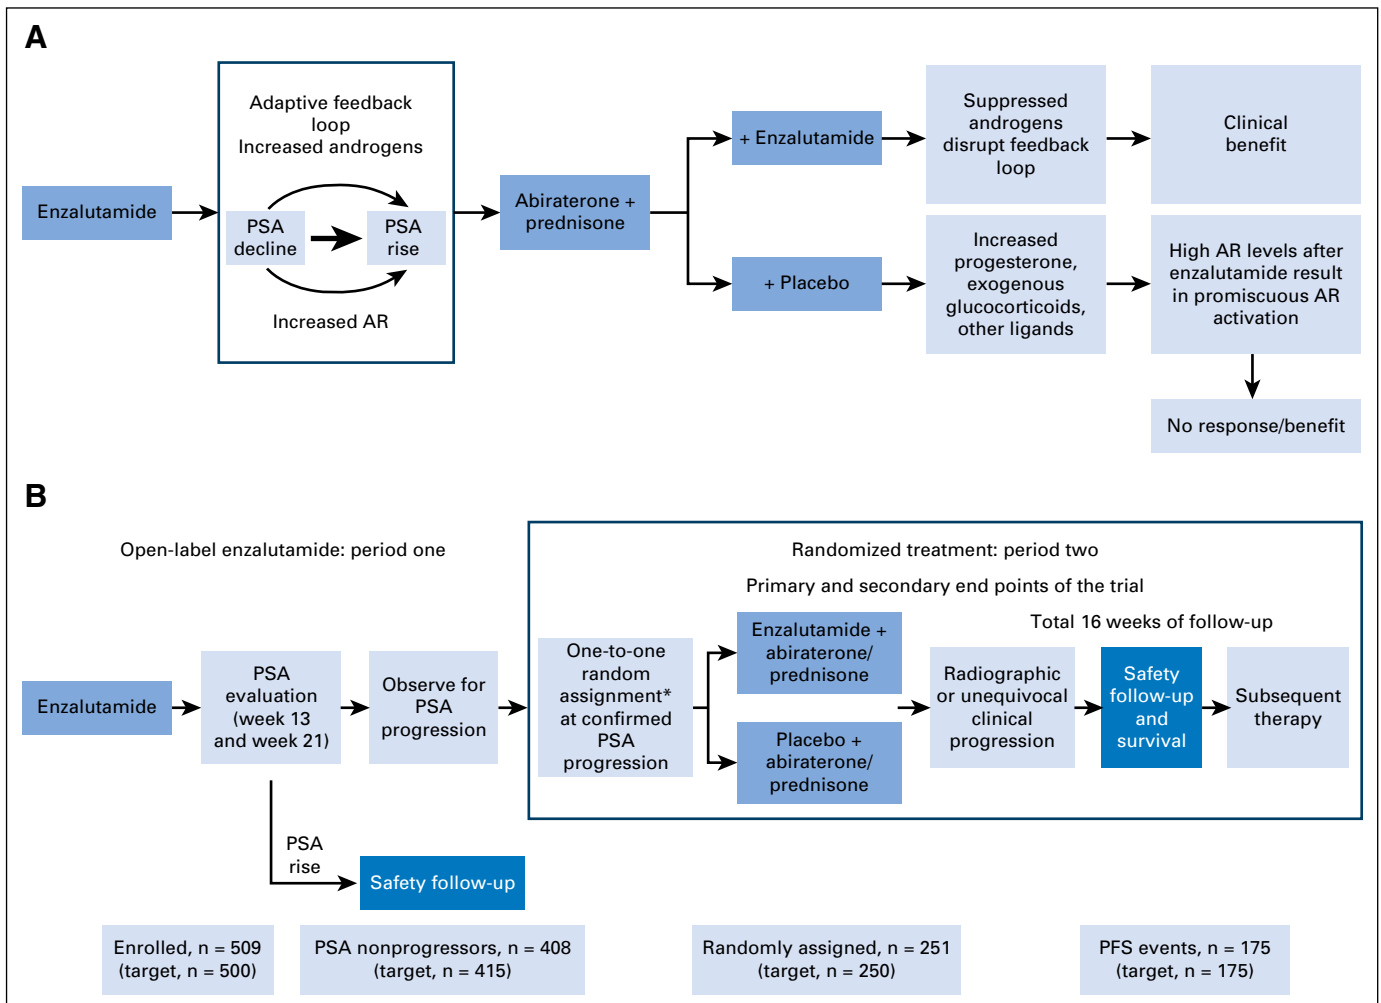 A
Adaptive feedback
loop
Increased androgens
Enzalutamide
PSA
decline
PSA
rise
Increased AR
Abiraterone +
prednisone
+ Enzalutamide
Suppressed
androgens
disrupt feedback
loop
Clinical
benefit
+ Placebo
Increased
progesterone,
exogenous
glucocorticoids,
other ligands
High AR levels after
enzalutamide result
in promiscuous AR
activation
No response/benefit
B
Open-label enzalutamide: period one
Randomized treatment: period two
Primary and secondary end points of the trial
Total 16 weeks of follow-up
Enzalutamide
PSA
evaluation
(week 13
and week 21)
Observe for
PSA
progression
One-to-one
random
assignment*
at confirmed
PSA
progression
Enzalutamide +
abiraterone/
prednisone
Placebo +
abiraterone/
prednisone
Radiographic
or unequivocal
clinical
progression
Safety
follow-up
and
survival
Subsequent
therapy
PSA
rise
Safety follow-up
Enrolled, n = 509
(target, n = 500)
PSA nonprogressors, n = 408
(target, n = 415)
Randomly assigned, n = 251
(target, n = 250)
PFS events, n = 175
(target, n = 175)